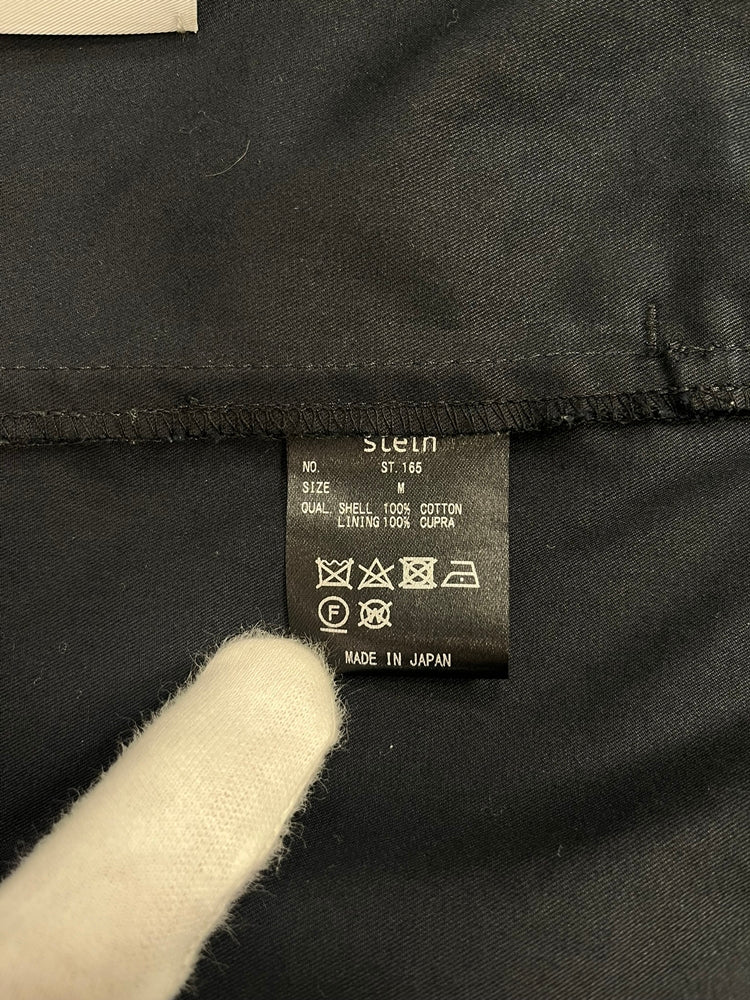 stein
NO. ST.165
SIZE M
QUAL. SHELL 100% COTTON
LINING 100% CUPRA
F W
MADE IN JAPAN